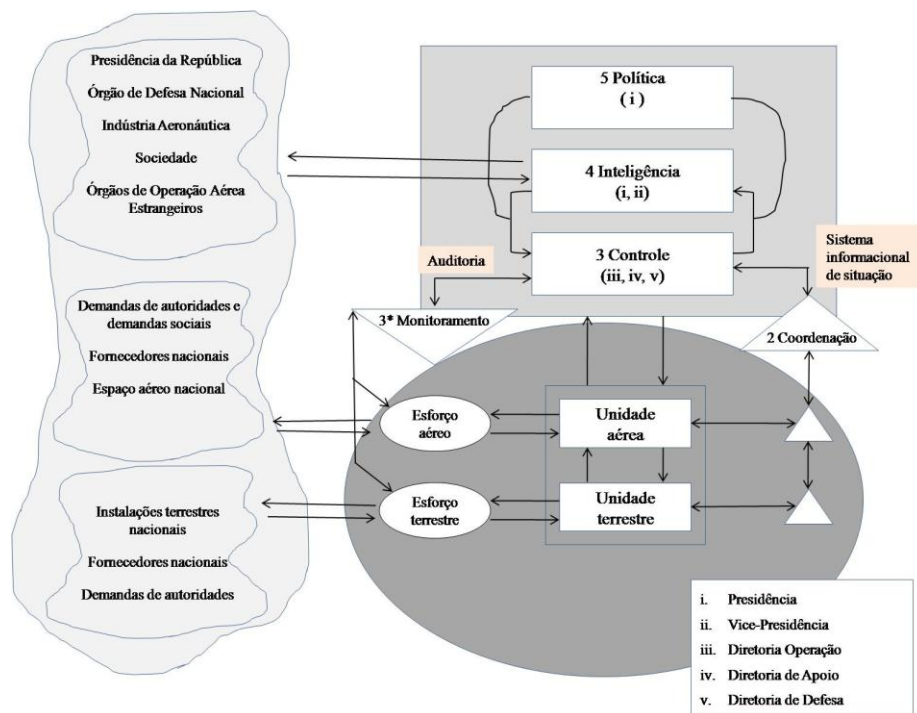 Presidência da República
Órgão de Defesa Nacional
Indústria Aeronáutica
Sociedade
Órgãos de Operação Aérea
Estrangeiros
Demandas de autoridades e
demandas sociais
Fornecedores nacionais
Espaço aéreo nacional
Instalações terrestres
nacionais
Fornecedores nacionais
Demandas de autoridades
5 Política
( i )
4 Inteligência
(i, ii)
3 Controle
(iii, iv, v)
Auditoria
Sistema
informacional
de situação
3* Monitoramento
2 Coordenação
Esforço
aéreo
Unidade
aérea
Esforço
terrestre
Unidade
terrestre
i. Presidência
ii. Vice-Presidência
iii. Diretoria Operação
iv. Diretoria de Apoio
v. Diretoria de Defesa